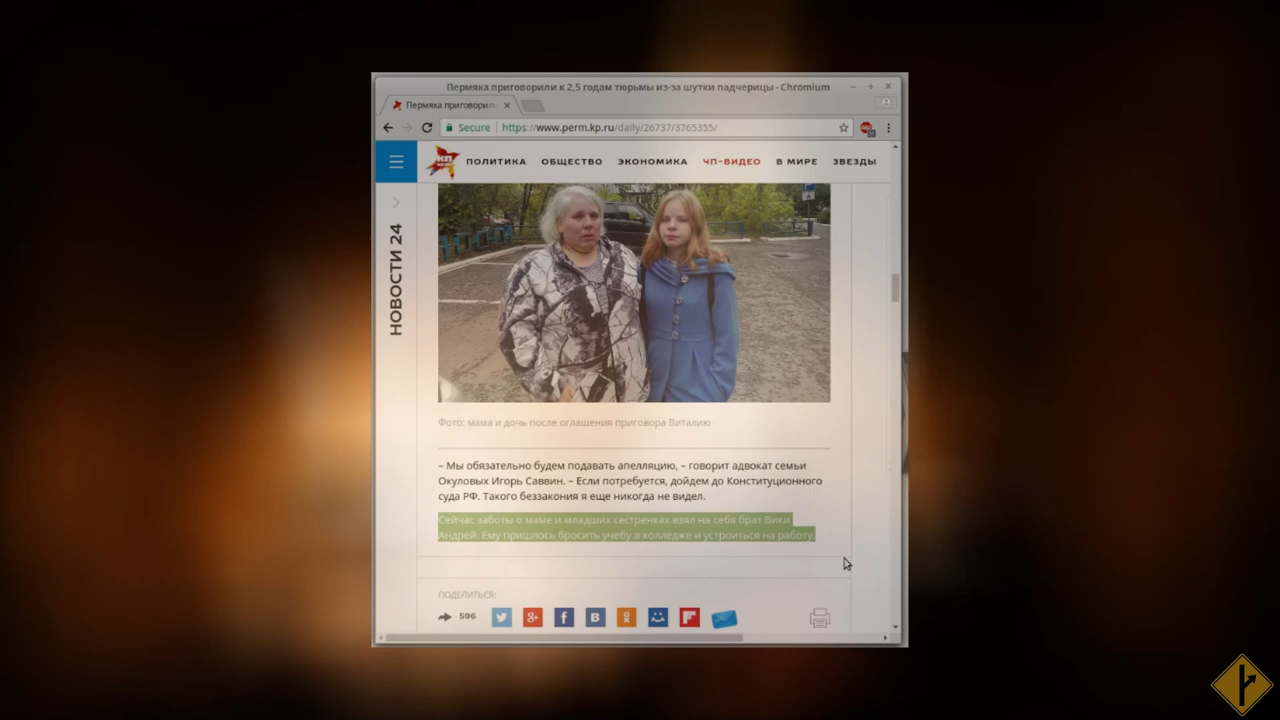 Пермяка приговорили к 2,5 годам тюрьмы из-за шутки падчерицы - Chromium
Пермяка приговорил
Secure https://www.perm.kp.ru/daily/26737/3765355/
ПОЛИТИКА ОБЩЕСТВО ЭКОНОМИКА ЧП-ВИДЕО В МИРЕ ЗВЕЗДЫ
НОВОСТИ 24
Фото: мама и дочь после оглашения приговора Виталию
– Мы обязательно будем подавать апелляцию, – говорит адвокат семьи
Окуловых Игорь Саввин. – Если потребуется, дойдем до Конституционного
суда РФ. Такого беззакония я еще никогда не видел.
Сейчас заботы о маме и младших сестренках взял на себя брат Вики
Андрей. Ему пришлось бросить учебу в колледже и устроиться на работу.
ПОДЕЛИТЬСЯ:
596